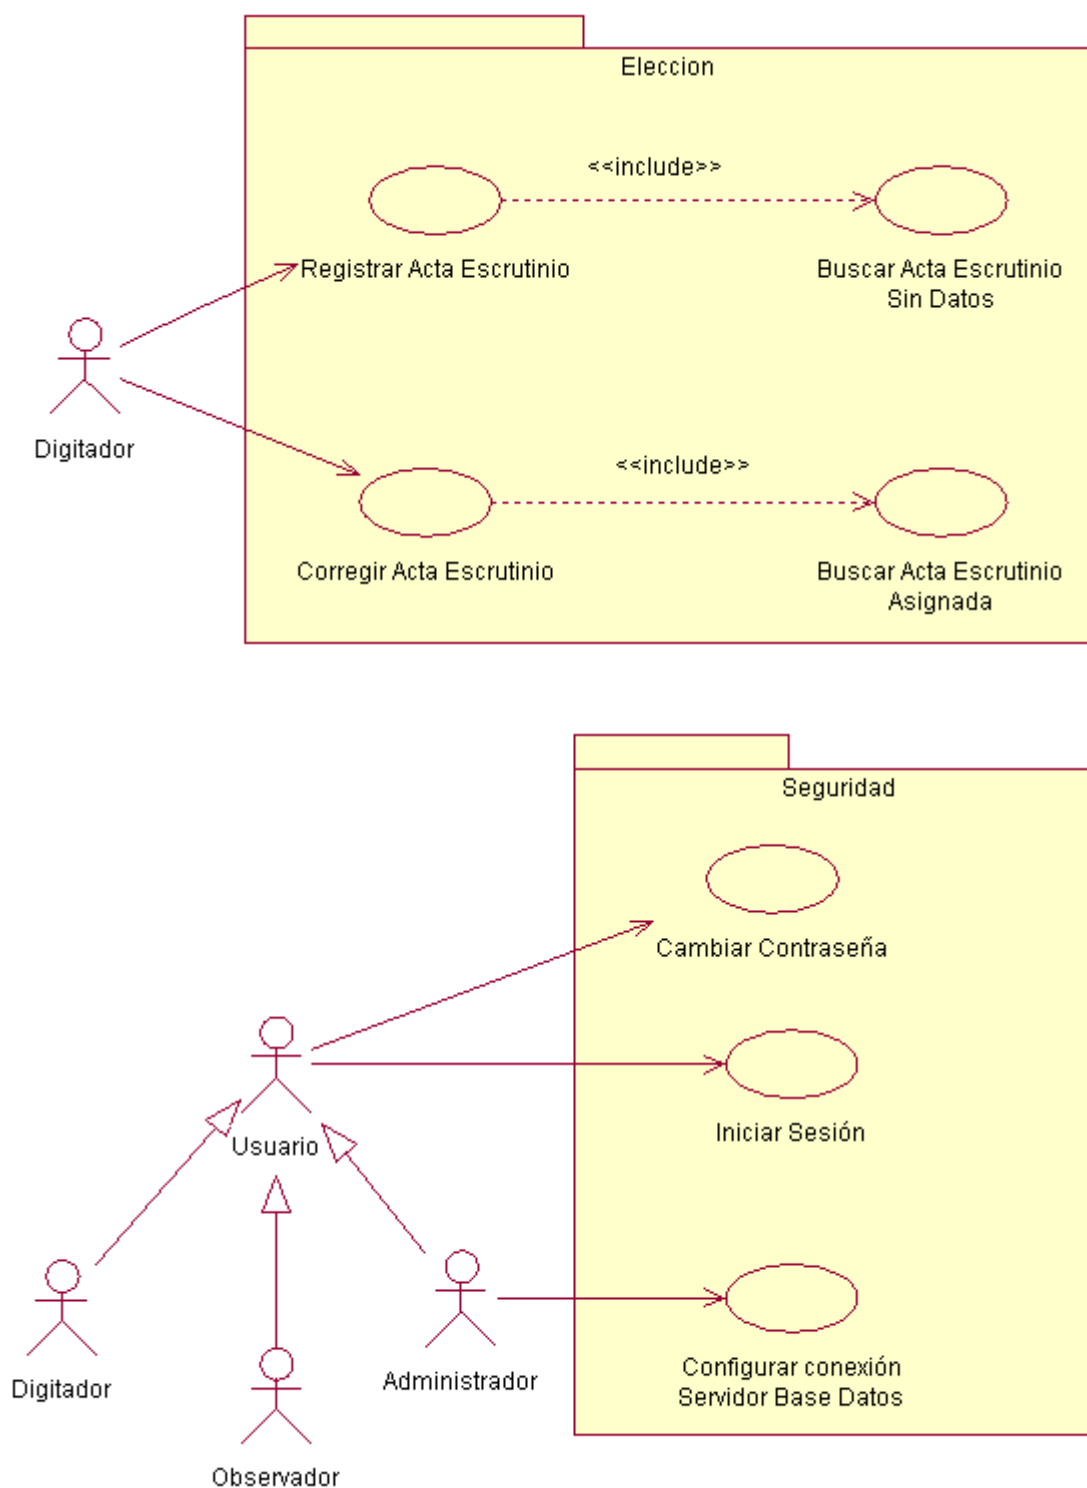 Eleccion
<<include>>
Registrar Acta Escrutinio
Buscar Acta Escrutinio
Sin Datos
Digitador
<<include>>
Corregir Acta Escrutinio
Buscar Acta Escrutinio
Asignada
Seguridad
Cambiar Contraseña
Usuario
Iniciar Sesión
Digitador
Administrador
Configurar conexión
Servidor Base Datos
Observador